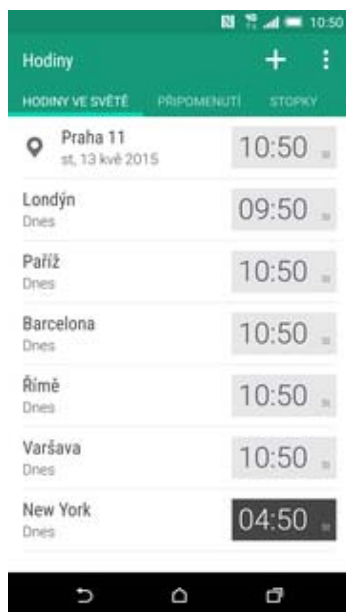 10:50
Hodiny
HODINY VE SVĚTĚ PŘIPOMENUTÍ STOPKY
Praha 11
st, 13 kvě 2015
10:50
Londýn
Dnes
09:50
Paříž
Dnes
10:50
Barcelona
Dnes
10:50
Římě
Dnes
10:50
Varšava
Dnes
10:50
New York
Dnes
04:50